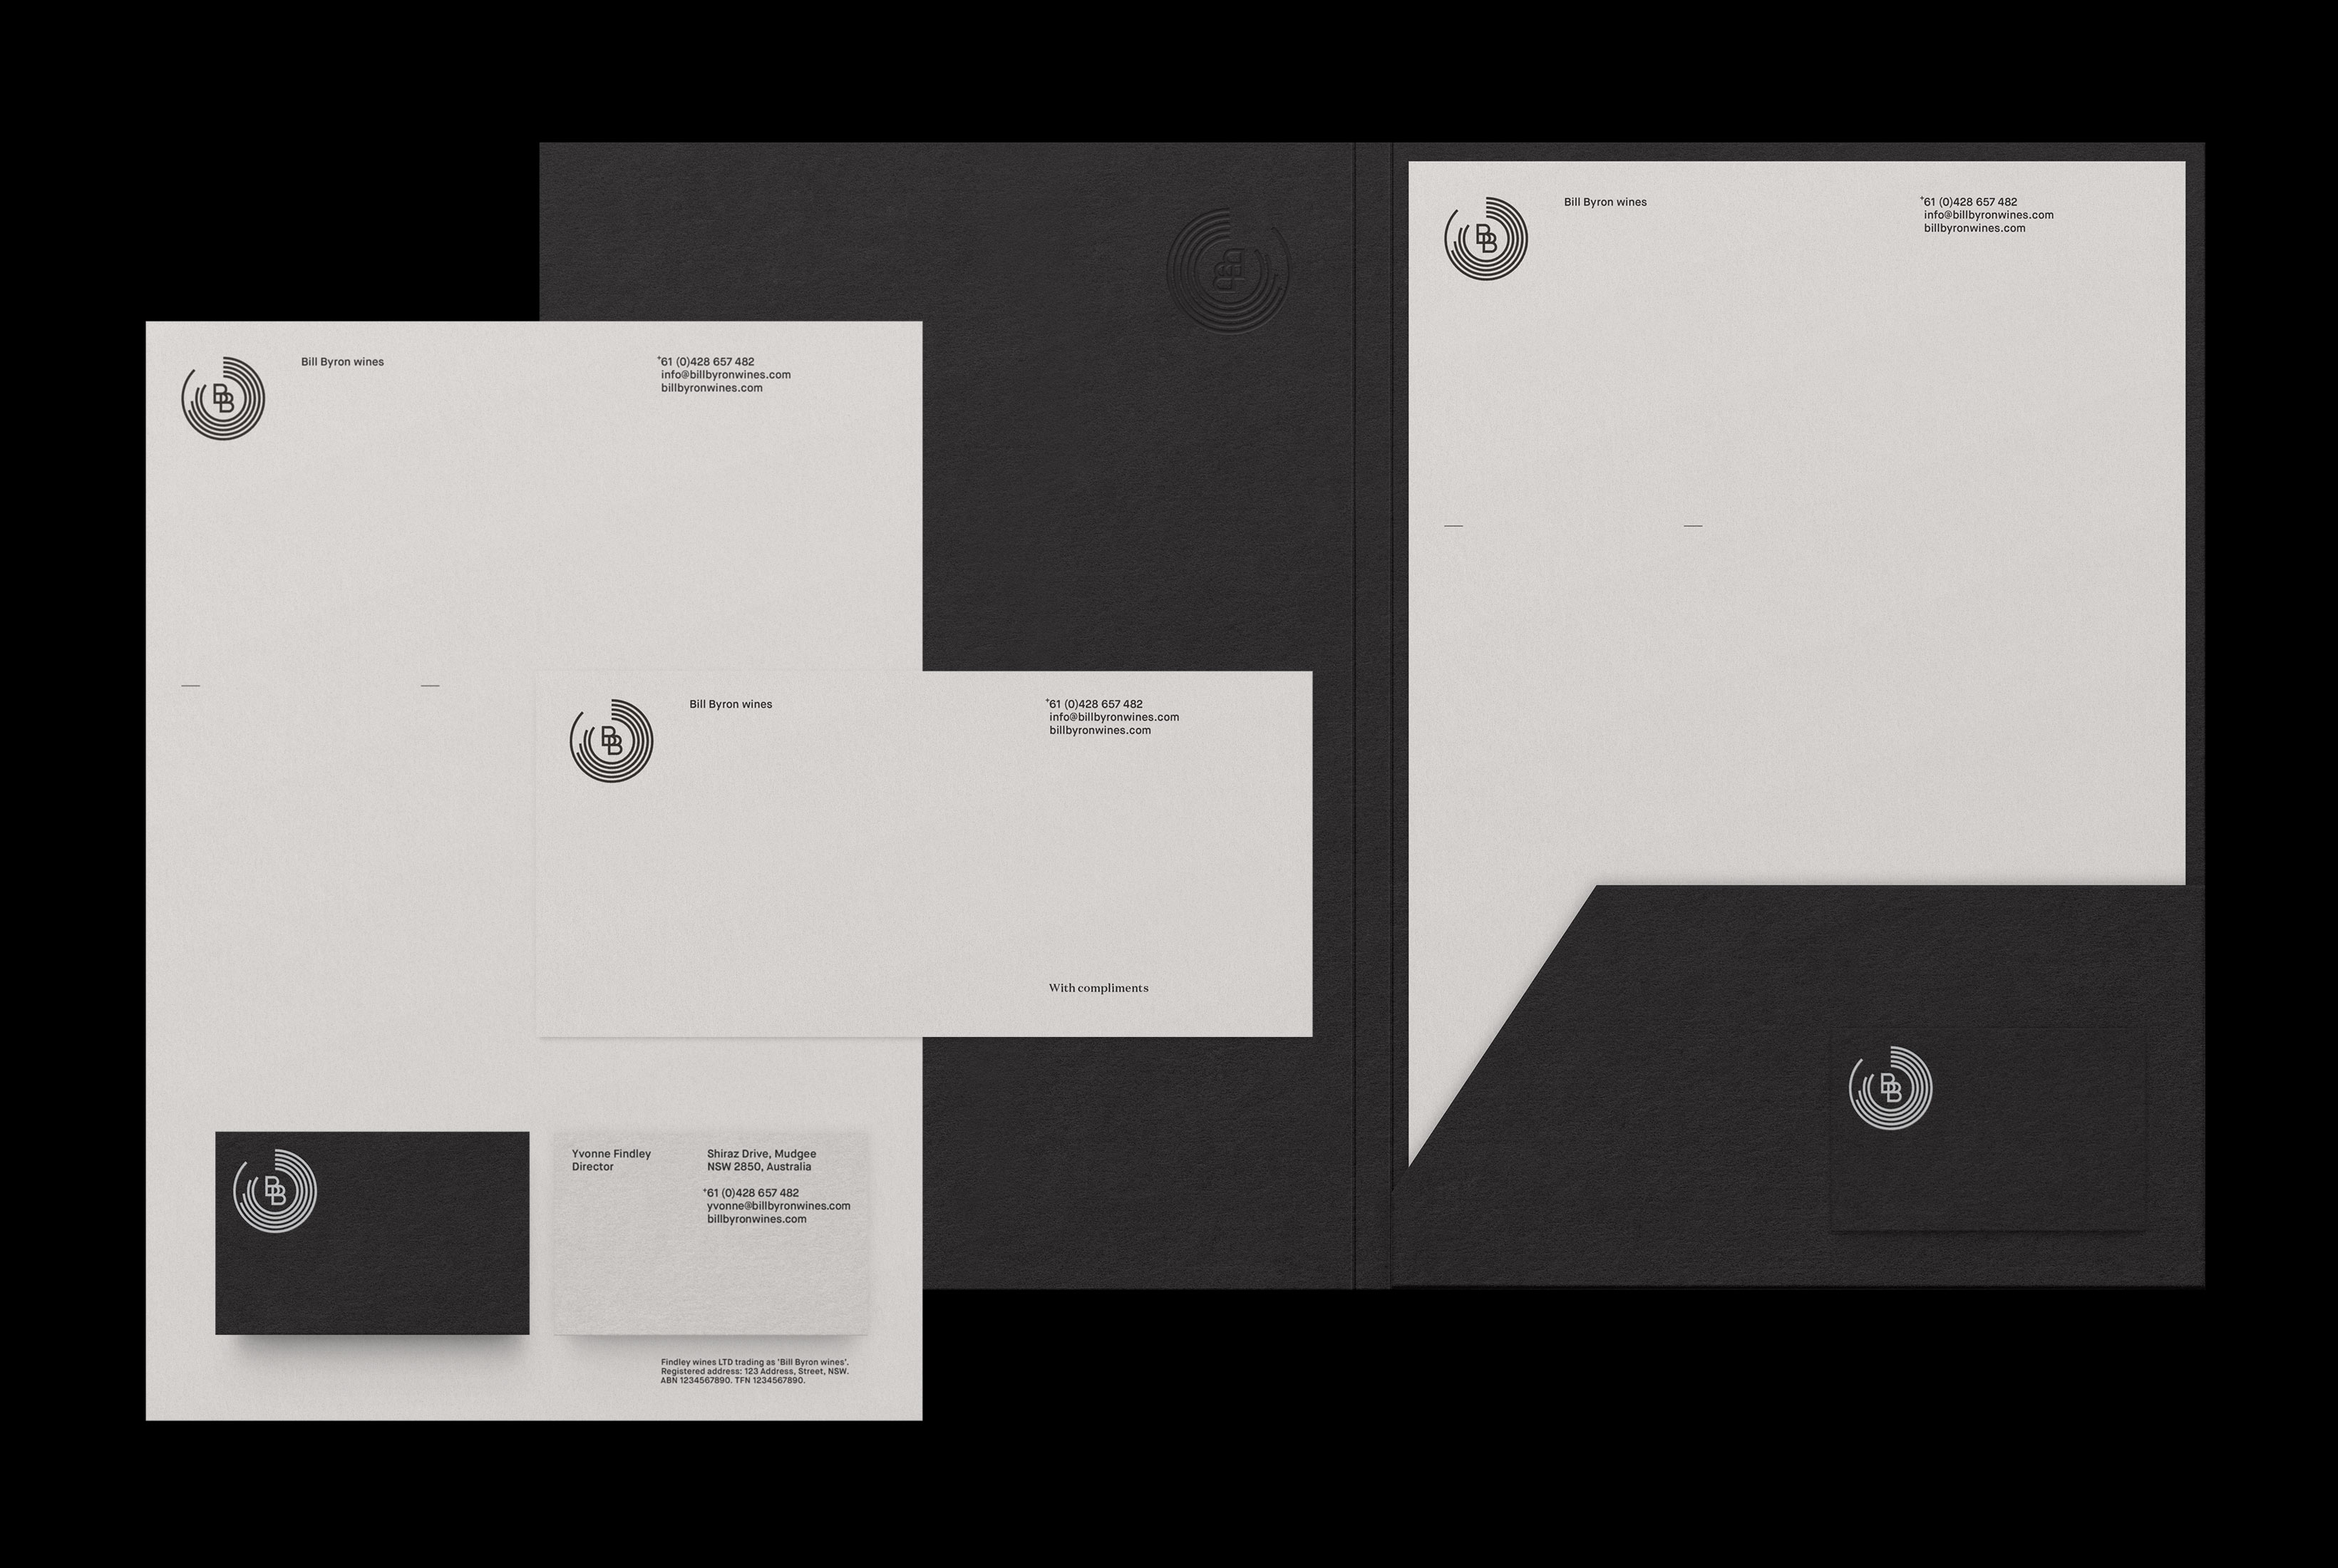 BB
Bill Byron wines
+61 (0)428 657 482
info@billbyronwines.com
billbyronwines.com
BB
BB
Bill Byron wines
+61 (0)428 657 482
info@billbyronwines.com
billbyronwines.com
BB
Bill Byron wines
+61 (0)428 657 482
info@billbyronwines.com
billbyronwines.com
With compliments
BB
Yvonne Findley
Director
Shiraz Drive, Mudgee
NSW 2850, Australia
+61 (0)428 657 482
yvonne@billbyronwines.com
billbyronwines.com
Findley wines LTD trading as 'Bill Byron wines'.
Registered address: 123 Address, Street, NSW.
ABN 1234567890. TFN 1234567890.
BB